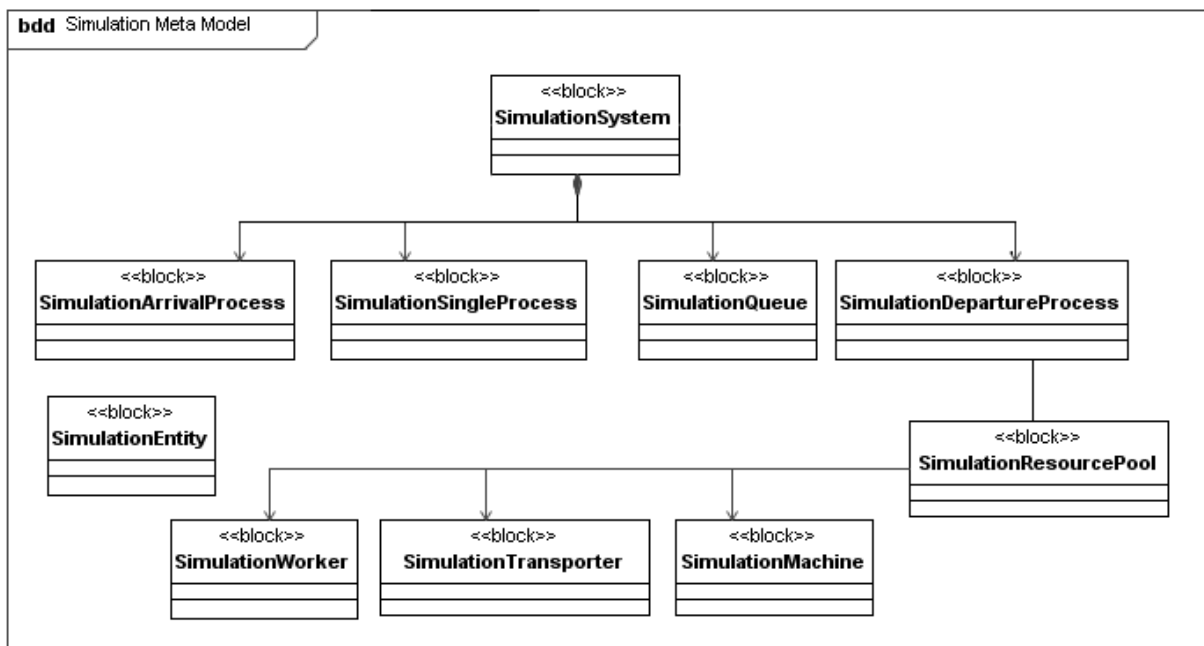 bdd Simulation Meta Model
<<block>>
SimulationSystem
<<block>>
SimulationArrivalProcess
<<block>>
SimulationSingleProcess
<<block>>
SimulationQueue
<<block>>
SimulationDepartureProcess
<<block>>
SimulationEntity
<<block>>
SimulationResourcePool
<<block>>
SimulationWorker
<<block>>
SimulationTransporter
<<block>>
SimulationMachine